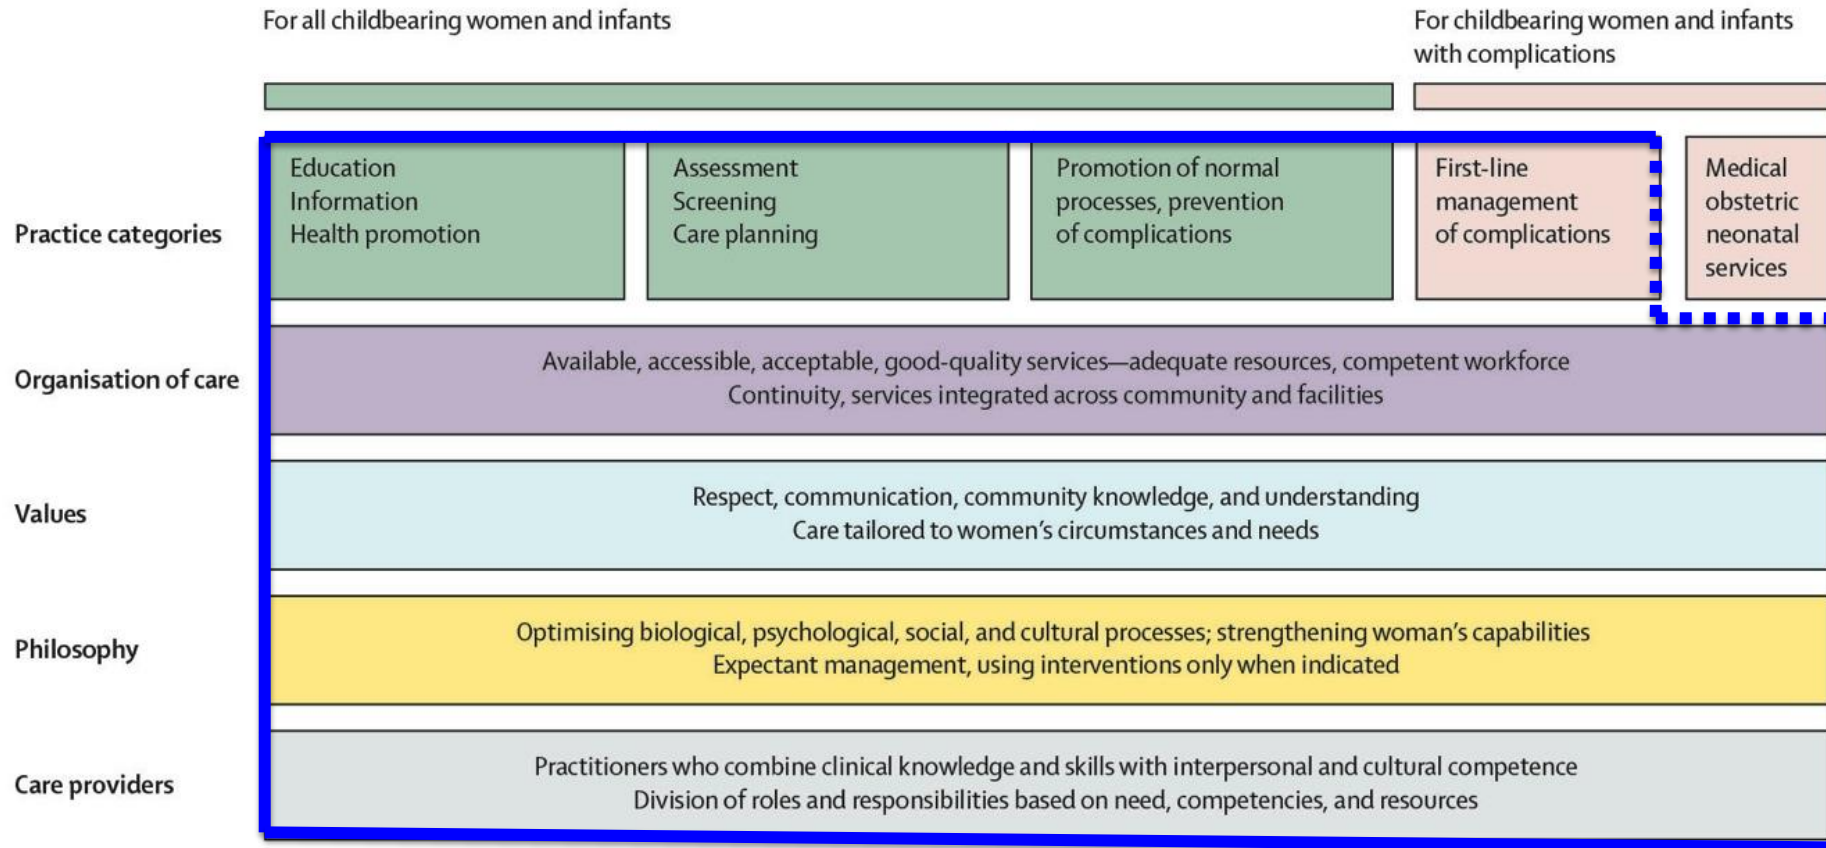 For all childbearing women and infants
For childbearing women and infants
with complications
Practice categories
Education
Information
Health promotion
Assessment
Screening
Care planning
Promotion of normal
processes, prevention
of complications
First-line
management
of complications
Medical
obstetric
neonatal
services
Organisation of care
Available, accessible, acceptable, good-quality services—adequate resources, competent workforce
Continuity, services integrated across community and facilities
Values
Respect, communication, community knowledge, and understanding
Care tailored to women's circumstances and needs
Philosophy
Optimising biological, psychological, social, and cultural processes; strengthening woman's capabilities
Expectant management, using interventions only when indicated
Care providers
Practitioners who combine clinical knowledge and skills with interpersonal and cultural competence
Division of roles and responsibilities based on need, competencies, and resources